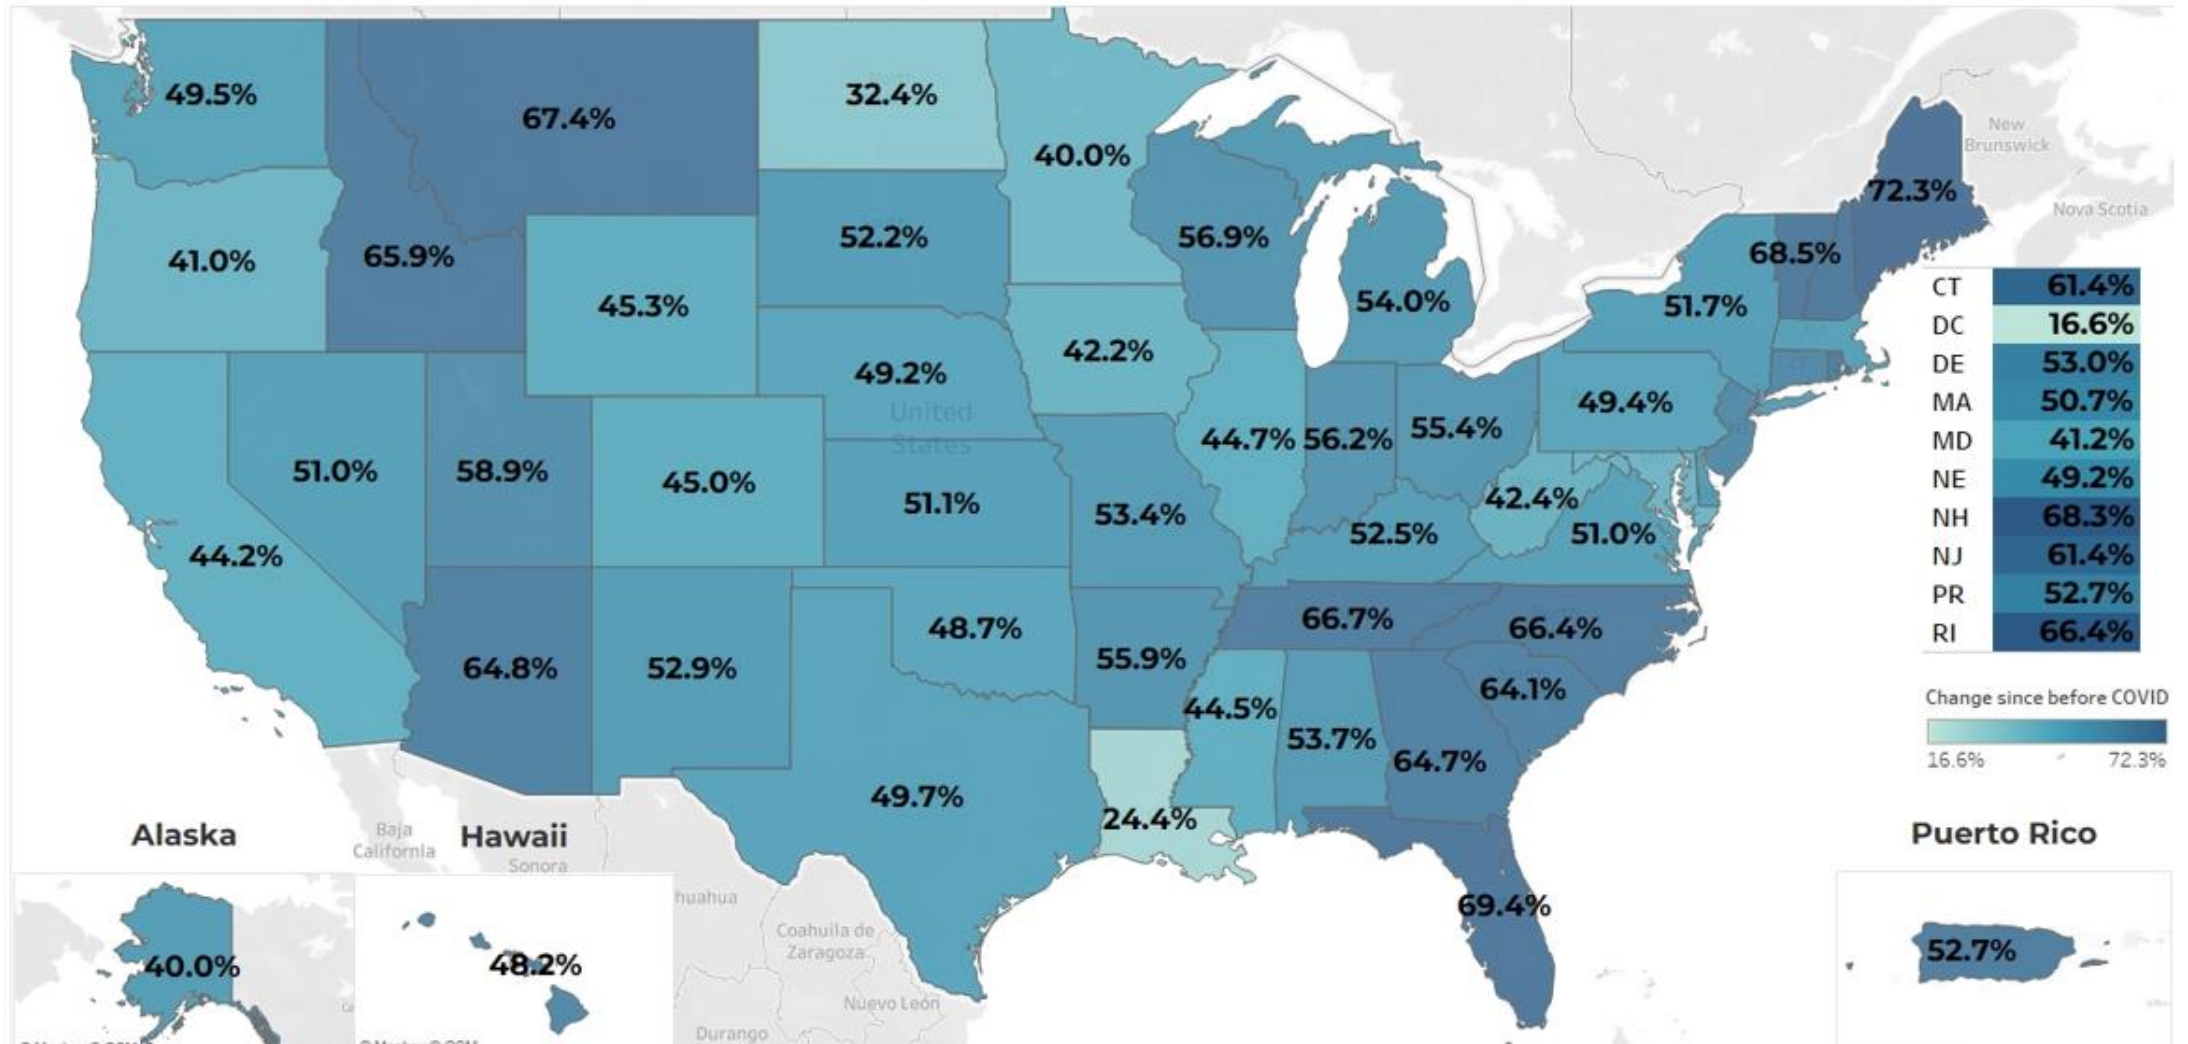 49.5%
67.4%
32.4%
40.0%
New
Brunswick
72.3%
Nova Scotia
41.0%
65.9%
45.3%
52.2%
56.9%
54.0%
68.5%
51.7%
42.2%
49.2%
United
States
44.7%
56.2%
55.4%
49.4%
51.0%
58.9%
45.0%
51.1%
53.4%
42.4%
51.0%
52.5%
44.2%
66.7%
66.4%
48.7%
64.8%
52.9%
55.9%
64.1%
44.5%
53.7%
64.7%
49.7%
24.4%
69.4%
CT 61.4%
DC 16.6%
DE 53.0%
MA 50.7%
MD 41.2%
NE 49.2%
NH 68.3%
NJ 61.4%
PR 52.7%
RI 66.4%
Change since before COVID
16.6% 72.3%
Alaska
Baja
California
Hawaii
Sonora
huahua
Coahuila de
Zaragoza
Nuevo León
Durango
40.0%
48.2%
Puerto Rico
52.7%